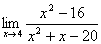 lim x→4 (x² − 16)/(x² + x − 20)